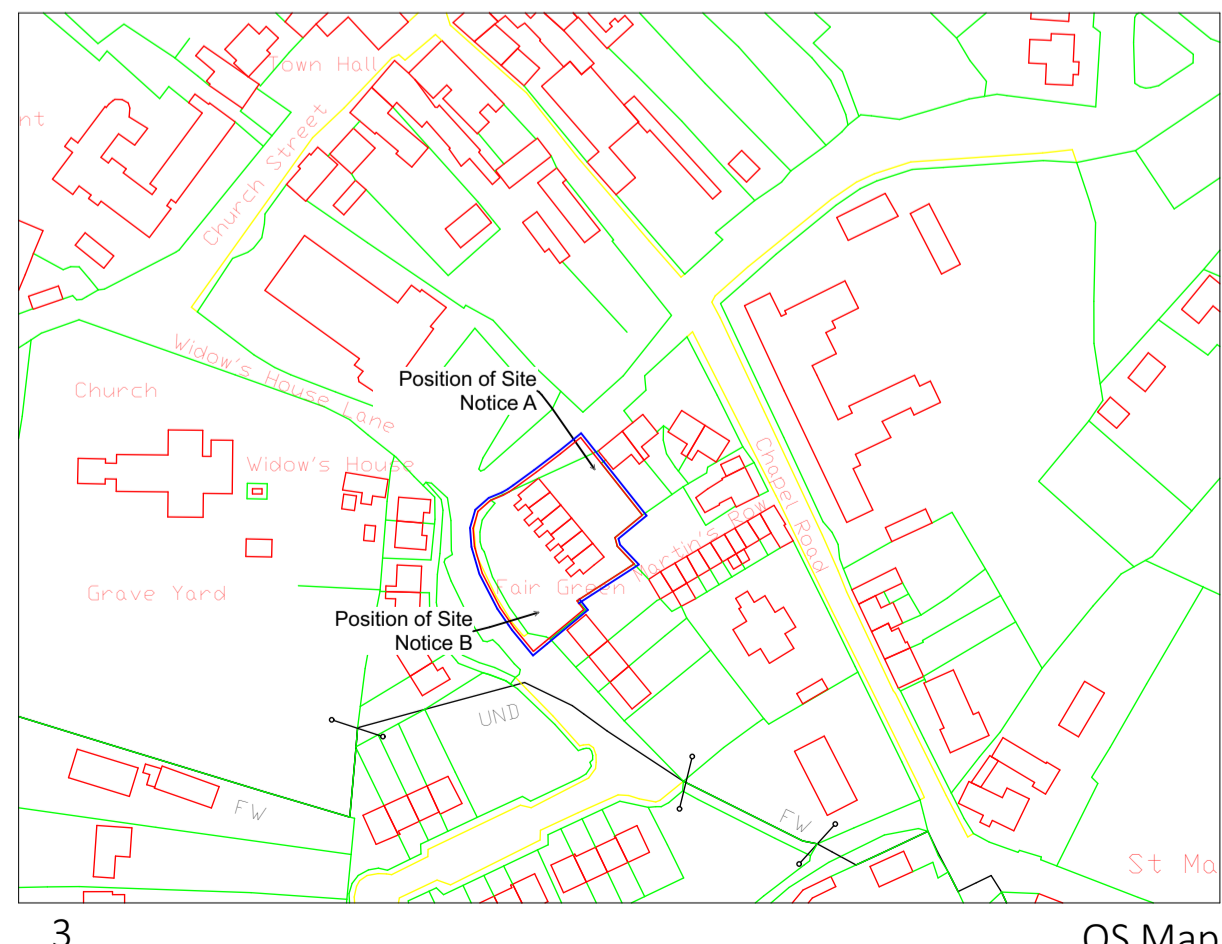 Town Hall
nt
Church Street
Widow's House Lane
Position of Site
Notice A
Church
Widow's House
Chapel Road
Martin's Row
Fair Green
Grave Yard
Position of Site
Notice B
UND
FW
FW
St Ma
3
OS Map